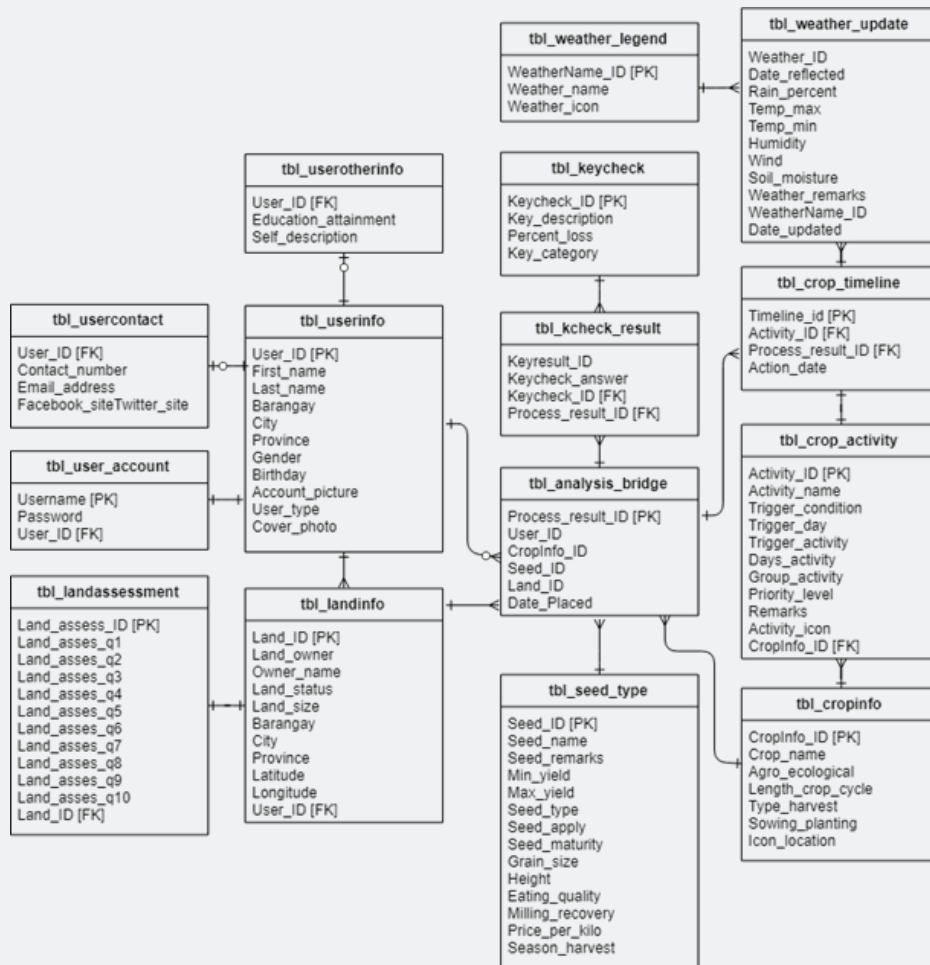 tbl_weather_legend
WeatherName_ID [PK]
Weather_name
Weather_icon
tbl_weather_update
Weather_ID
Date_reflected
Rain_percent
Temp_max
Temp_min
Humidity
Wind
Soil_moisture
Weather_remarks
WeatherName_ID
Date_updated
tbl_userotherinfo
User_ID [FK]
Education_attainment
Self_description
tbl_keycheck
Keycheck_ID [PK]
Key_description
Percent_loss
Key_category
tbl_crop_timeline
Timeline_id [PK]
Activity_ID [FK]
Process_result_ID [FK]
Action_date
tbl_usercontact
User_ID [FK]
Contact_number
Email_address
Facebook_siteTwitter_site
tbl_userinfo
User_ID [PK]
First_name
Last_name
Barangay
City
Province
Gender
Birthday
Account_picture
User_type
Cover_photo
tbl_kcheck_result
Keyresult_ID
Keycheck_answer
Keycheck_ID [FK]
Process_result_ID [FK]
tbl_crop_activity
Activity_ID [PK]
Activity_name
Trigger_condition
Trigger_day
Trigger_activity
Days_activity
Group_activity
Priority_level
Remarks
Activity_icon
CropInfo_ID [FK]
tbl_user_account
Username [PK]
Password
User_ID [FK]
tbl_analysis_bridge
Process_result_ID [PK]
User_ID
CropInfo_ID
Seed_ID
Land_ID
Date_Placed
tbl_landassessment
Land_assess_ID [PK]
Land_asses_q1
Land_asses_q2
Land_asses_q3
Land_asses_q4
Land_asses_q5
Land_asses_q6
Land_asses_q7
Land_asses_q8
Land_asses_q9
Land_asses_q10
Land_ID [FK]
tbl_landinfo
Land_ID [PK]
Land_owner
Owner_name
Land_status
Land_size
Barangay
City
Province
Latitude
Longitude
User_ID [FK]
tbl_seed_type
Seed_ID [PK]
Seed_name
Seed_remarks
Min_yield
Max_yield
Seed_type
Seed_apply
Seed_maturity
Grain_size
Height
Eating_quality
Milling_recovery
Price_per_kilo
Season_harvest
tbl_cropinfo
CropInfo_ID [PK]
Crop_name
Agro_ecological
Length_crop_cycle
Type_harvest
Sowing_planting
Icon_location